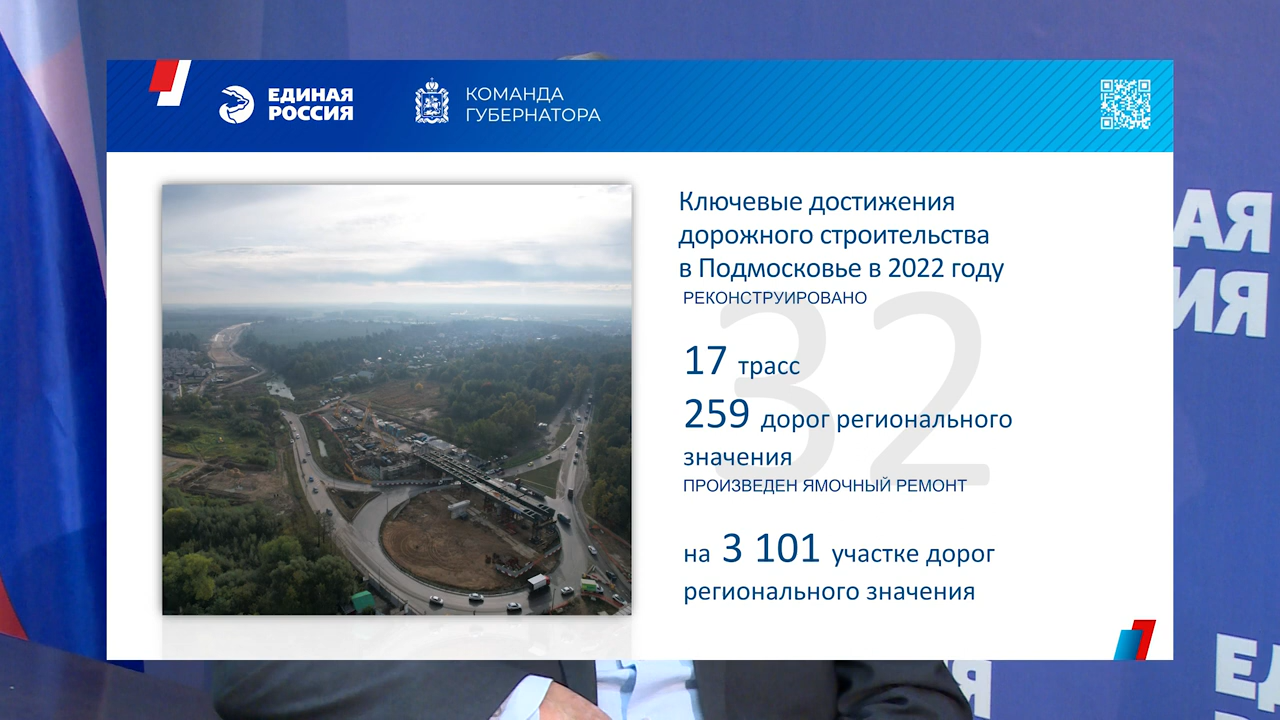 ЕДИНАЯ
РОССИЯ
КОМАНДА
ГУБЕРНАТОРА
Ключевые достижения
дорожного строительства
в Подмосковье в 2022 году
РЕКОНСТРУИРОВАНО
32
17 трасс
259 дорог регионального
значения
ПРОИЗВЕДЕН ЯМОЧНЫЙ РЕМОНТ
на 3 101 участке дорог
регионального значения
АЯ
ИЯ
ЕД
Я